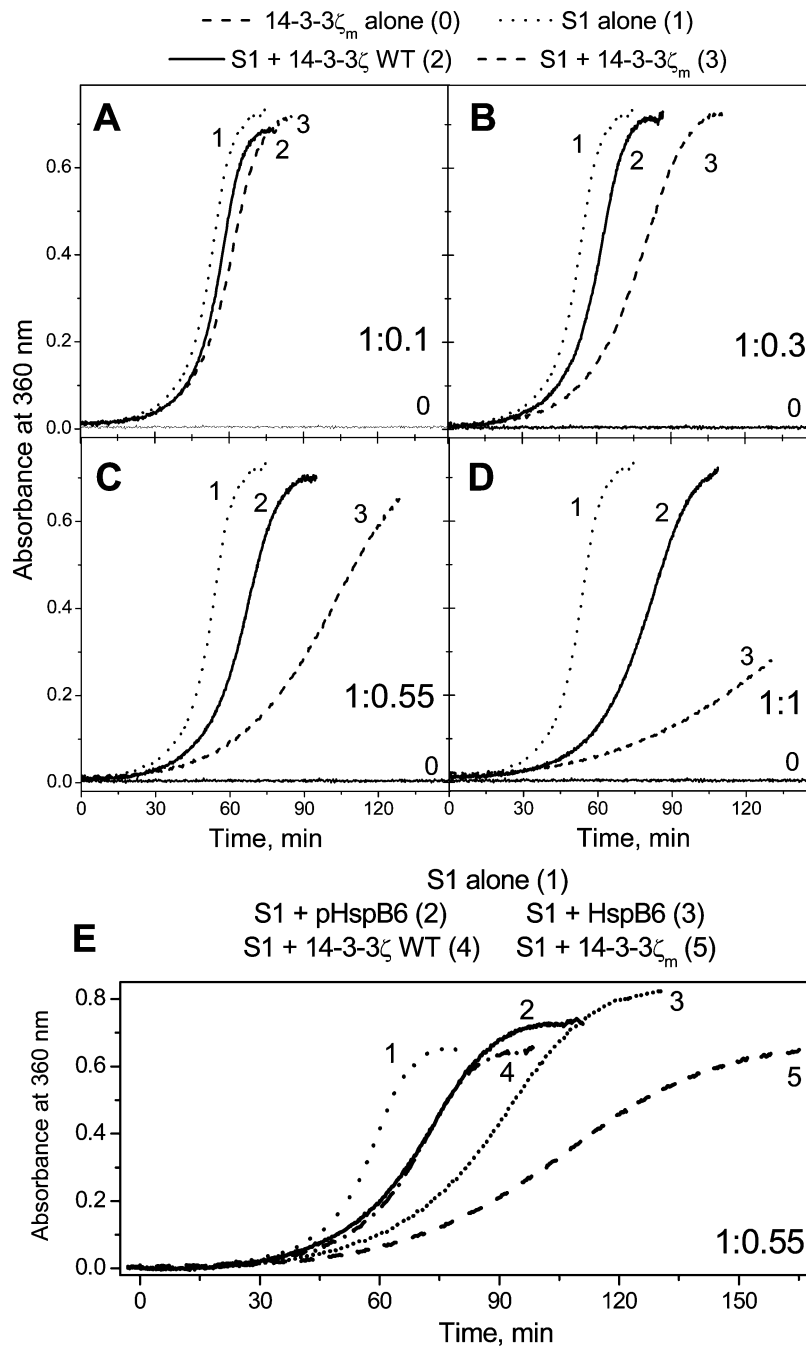 14-3-3ζm alone (0) S1 alone (1)
S1 + 14-3-3ζ WT (2) S1 + 14-3-3ζm (3)
A
1
2
3
1:0.1
0
0.6
0.4
0.2
0.0
B
1
2
3
1:0.3
0
C
1
2
3
1:0.55
0
0.6
0.4
0.2
0.0
0 30 60 90 120
Time, min
D
1
2
3
1:1
0
0 30 60 90 120
Time, min
Absorbance at 360 nm
E
S1 alone (1)
S1 + pHspB6 (2) S1 + HspB6 (3)
S1 + 14-3-3ζ WT (4) S1 + 14-3-3ζm (5)
1
2
3
4
5
1:0.55
0.8
0.6
0.4
0.2
0.0
0 30 60 90 120 150
Time, min
Absorbance at 360 nm